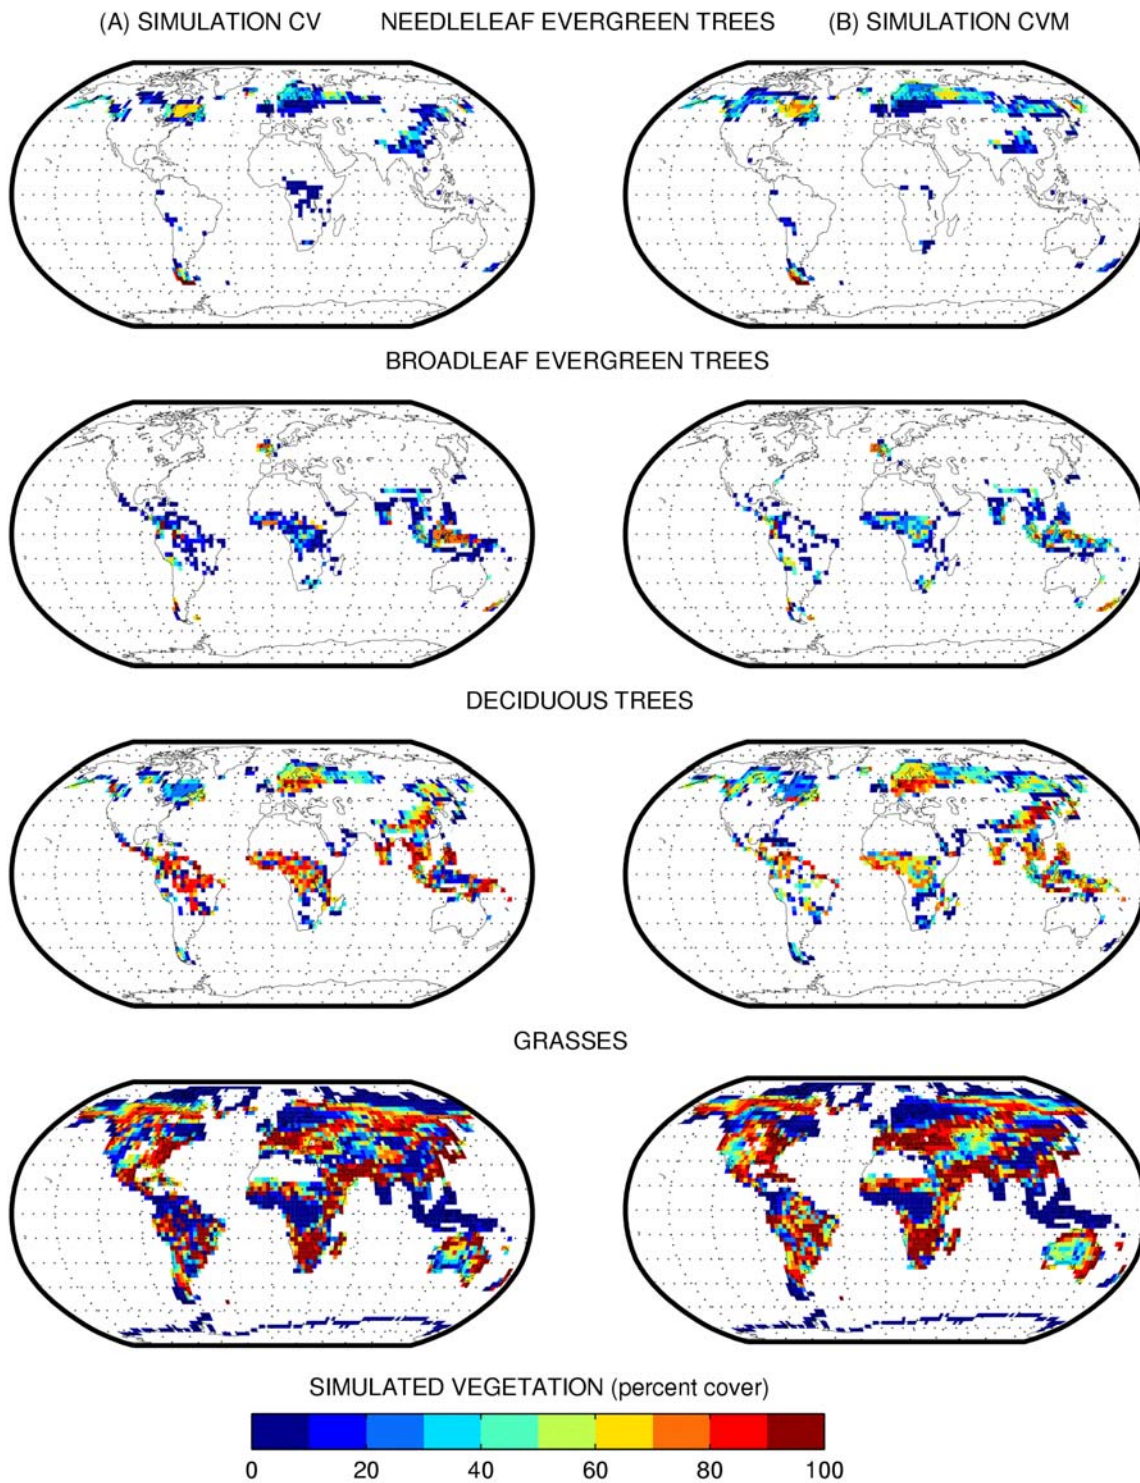 (A) SIMULATION CV NEEDLELEAF EVERGREEN TREES (B) SIMULATION CVM
BROADLEAF EVERGREEN TREES
DECIDUOUS TREES
GRASSES
SIMULATED VEGETATION (percent cover)
0 20 40 60 80 100